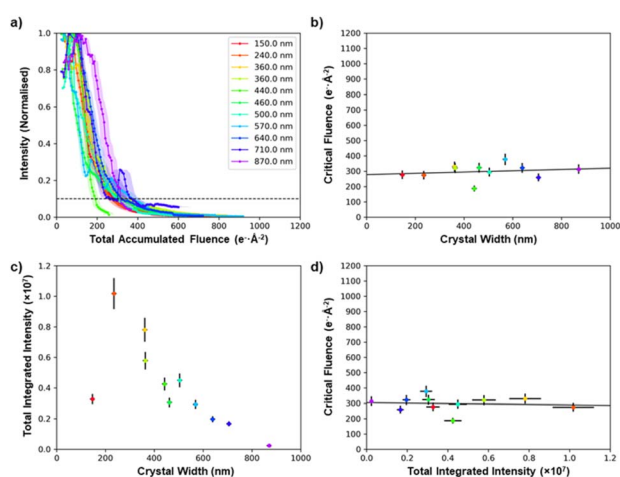 a)
Intensity (Normalised)
1.0
0.8
0.6
0.4
0.2
0.0
0 200 400 600 800 1000 1200
Total Accumulated Fluence (e⁻·Å⁻²)
150.0 nm
240.0 nm
360.0 nm
360.0 nm
440.0 nm
460.0 nm
500.0 nm
570.0 nm
640.0 nm
710.0 nm
870.0 nm
b)
Critical Fluence
(e⁻·Å⁻²)
1200
1100
1000
900
800
700
600
500
400
300
200
100
0
0 200 400 600 800 1000
Crystal Width (nm)
c)
Total Integrated Intensity (×10⁷)
1.2
1.0
0.8
0.6
0.4
0.2
0.0
0 200 400 600 800 1000
Crystal Width (nm)
d)
Critical Fluence
(e⁻·Å⁻²)
1200
1100
1000
900
800
700
600
500
400
300
200
100
0
0.0 0.2 0.4 0.6 0.8 1.0 1.2
Total Integrated Intensity (×10⁷)